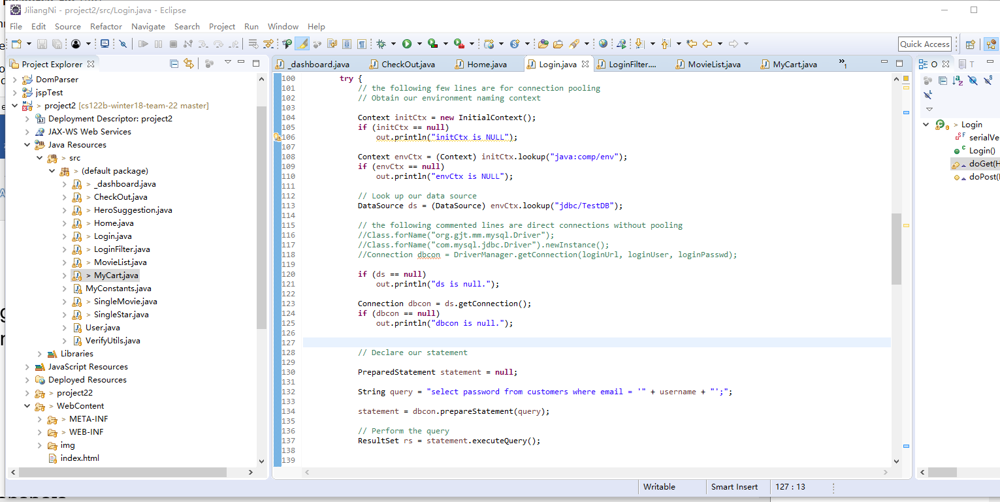 JiliangNi - project2/src/Login.java - Eclipse
File Edit Source Refactor Navigate Search Project Run Window Help
Quick Access
Project Explorer
DomParser
jspTest
> project2 [cs122b-winter18-team-22 master]
Deployment Descriptor: project2
JAX-WS Web Services
Java Resources
> src
> (default package)
> _dashboard.java
> CheckOut.java
> HeroSuggestion.java
> Home.java
> Login.java
> LoginFilter.java
> MovieList.java
> MyCart.java
MyConstants.java
> SingleMovie.java
> SingleStar.java
User.java
VerifyUtils.java
Libraries
JavaScript Resources
Deployed Resources
> project22
> WebContent
> META-INF
> WEB-INF
img
index.html
_dashboard.java CheckOut.java Home.java Login.java LoginFilter.... MovieList.java MyCart.java »1
100 try {
101 // the following few lines are for connection pooling
102 // Obtain our environment naming context
103
104 Context initCtx = new InitialContext();
105 if (initCtx == null)
106 out.println("initCtx is NULL");
107
108 Context envCtx = (Context) initCtx.lookup("java:comp/env");
109 if (envCtx == null)
110 out.println("envCtx is NULL");
111
112 // Look up our data source
113 DataSource ds = (DataSource) envCtx.lookup("jdbc/TestDB");
114
115 // the following commented lines are direct connections without pooling
116 //Class.forName("org.gjt.mm.mysql.Driver");
117 //Class.forName("com.mysql.jdbc.Driver").newInstance();
118 //Connection dbcon = DriverManager.getConnection(loginUrl, loginUser, loginPasswd);
119
120 if (ds == null)
121 out.println("ds is null.");
122
123 Connection dbcon = ds.getConnection();
124 if (dbcon == null)
125 out.println("dbcon is null.");
126
127
128 // Declare our statement
129
130 PreparedStatement statement = null;
131
132 String query = "select password from customers where email = '" + username + "';";
133
134 statement = dbcon.prepareStatement(query);
135
136 // Perform the query
137 ResultSet rs = statement.executeQuery();
138
139
O T
> Login
serialVe
Login()
doGet(H
doPost(
Writable Smart Insert 127 : 13